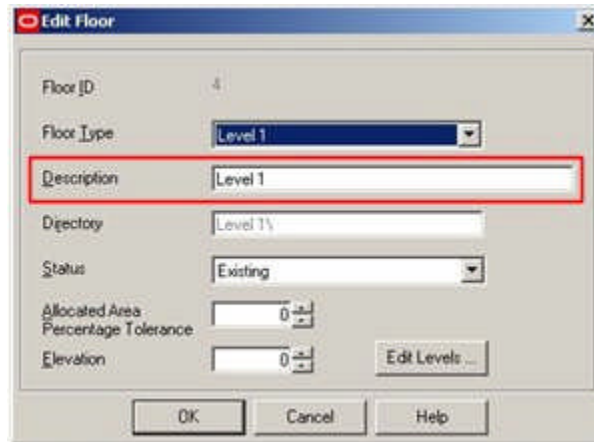 Edit Floor
Floor ID 4
Floor Type Level 1
Description Level 1
Directory Level 1\
Status Existing
Allocated Area
Percentage Tolerance 0
Elevation 0 Edit Levels ...
OK Cancel Help